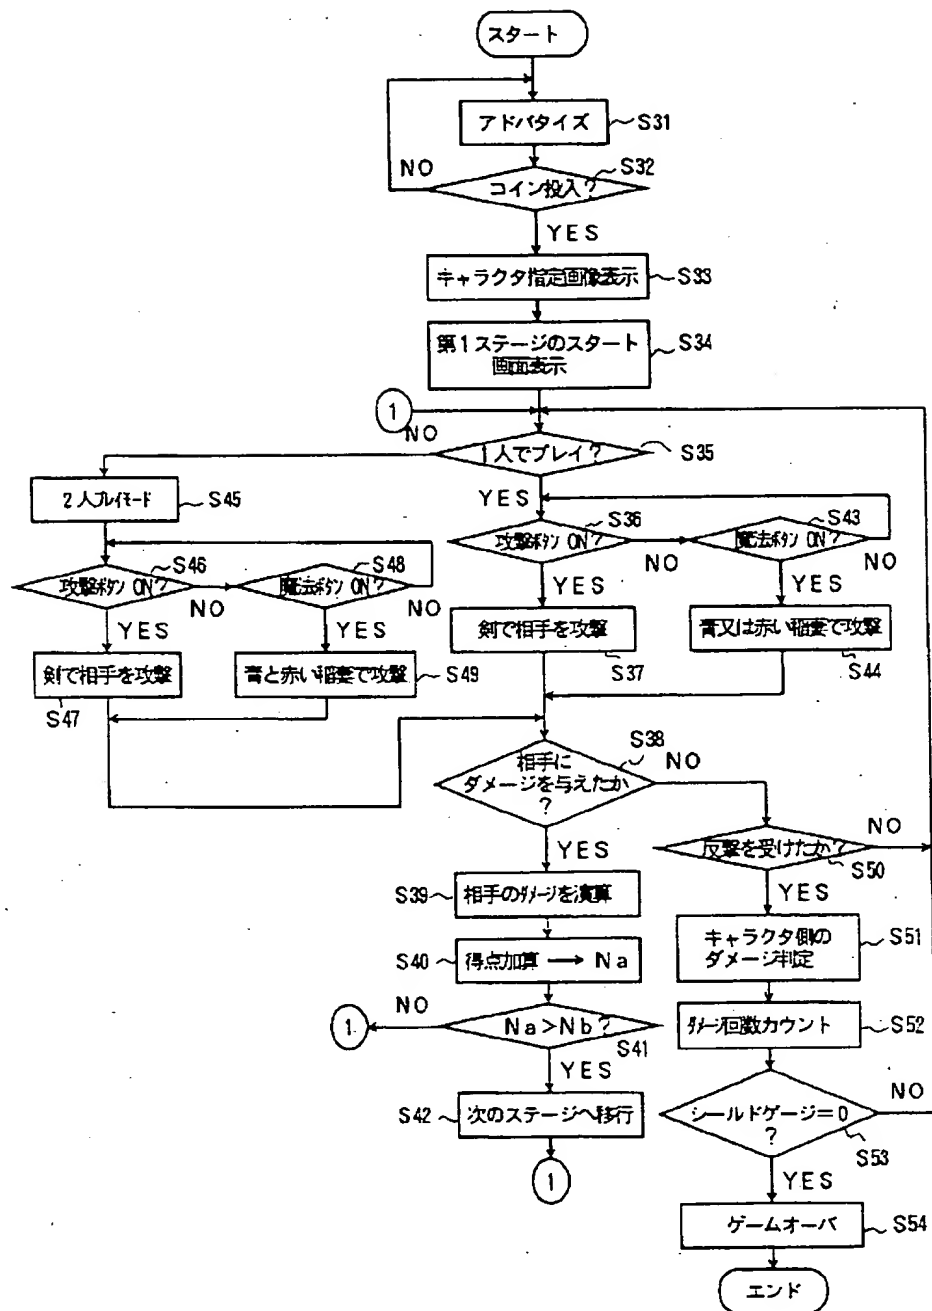 スタート
アドバタイズ
S31
NO
S32
コイン投入?
YES
キャラクタ指定画像表示
S33
第1ステージのスタート
画面表示
S34
1
NO
1人でプレイ?
S35
2人プレイモード
S45
YES
S36
攻撃ボタン ON?
NO
S43
魔法ボタン ON?
NO
S46
攻撃ボタン ON?
NO
S48
魔法ボタン ON?
NO
YES
YES
YES
YES
剣で相手を攻撃
S47
青と赤い稲妻で攻撃
S49
剣で相手を攻撃
S37
青又は赤い稲妻で攻撃
S44
S38
相手に
ダメージを与えたか
?
NO
YES
反撃を受けたか?
NO
S50
YES
S39
相手のダメージを演算
キャラクタ側の
ダメージ判定
S51
S40
得点加算 → Na
1
NO
Na>Nb?
S41
YES
ダメージ回数カウント
S52
S42
次のステージへ移行
1
シールドゲージ=0
?
NO
S53
YES
ゲームオーバ
S54
エンド